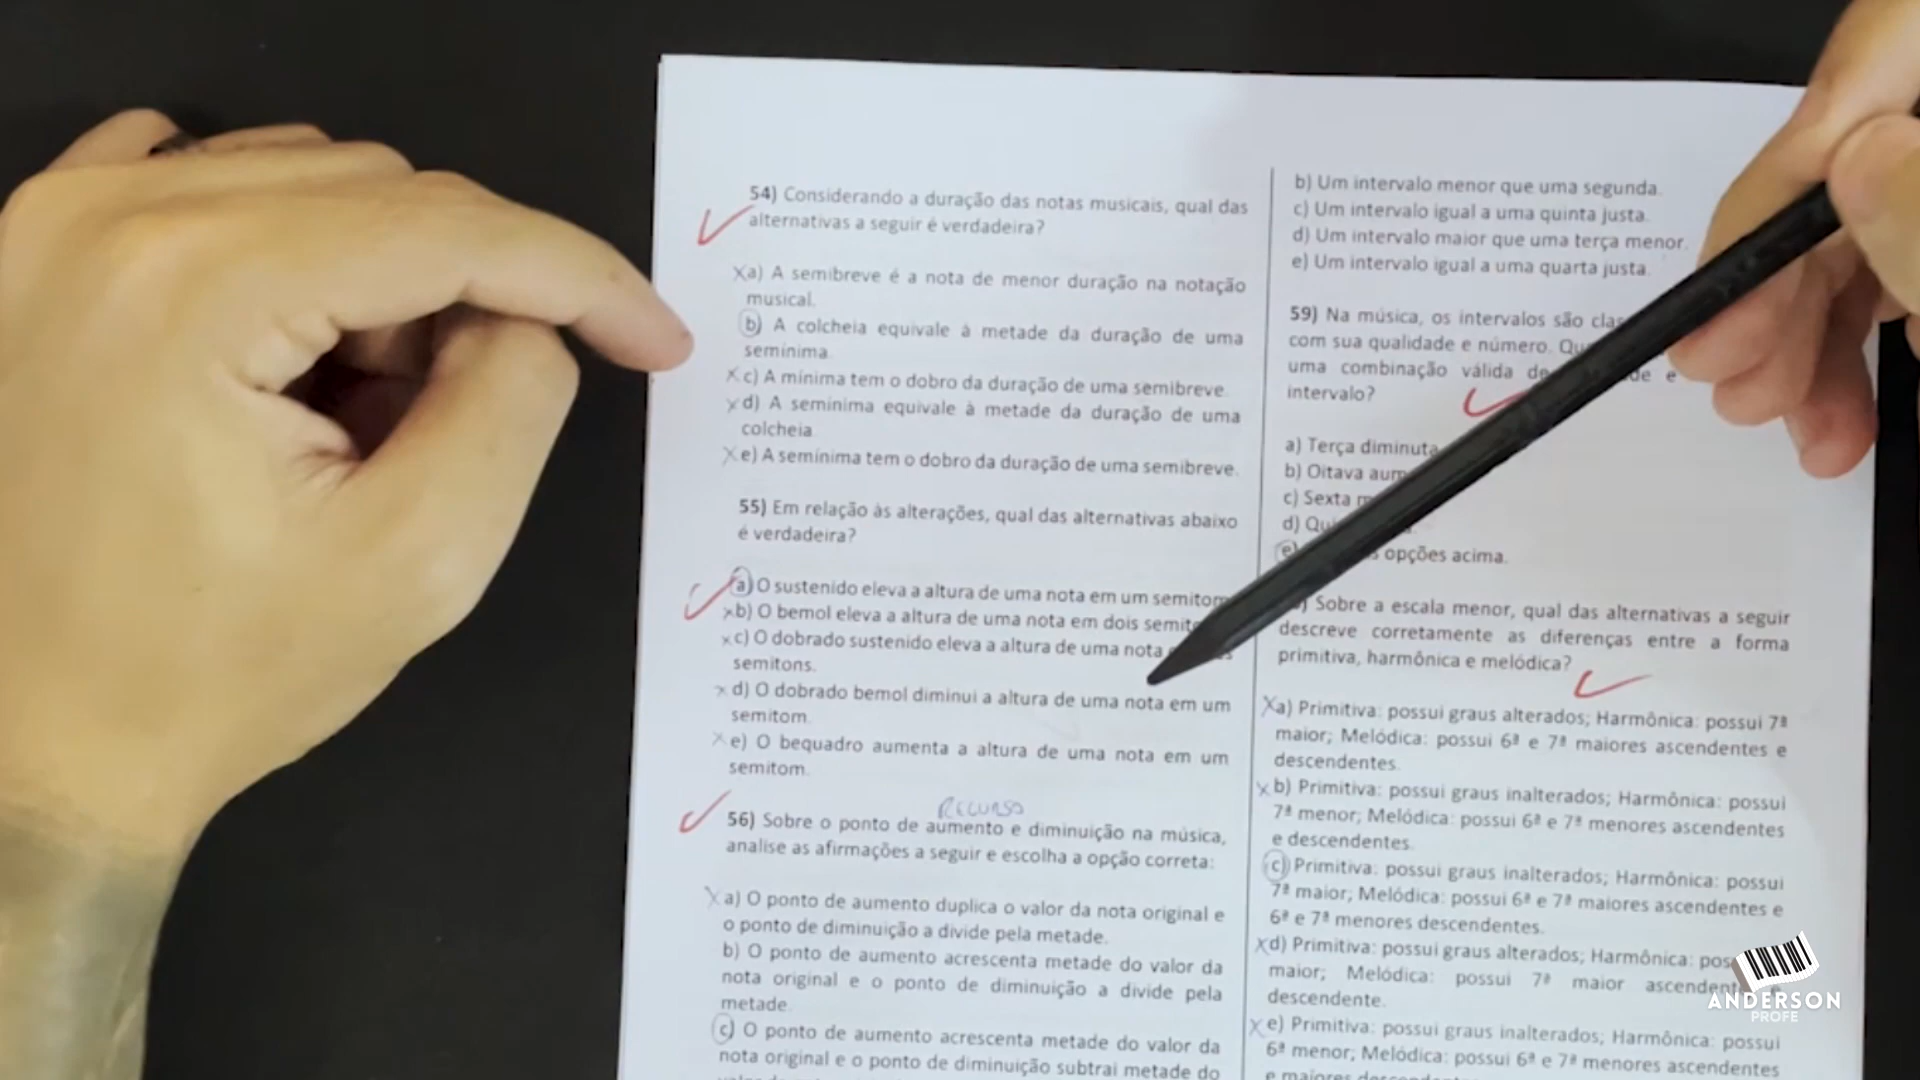 54) Considerando a duração das notas musicais, qual das
alternativas a seguir é verdadeira?
a) A semibreve é a nota de menor duração na notação
musical.
b) A colcheia equivale à metade da duração de uma
semínima.
c) A mínima tem o dobro da duração de uma semibreve.
d) A semínima equivale à metade da duração de uma
colcheia.
e) A semínima tem o dobro da duração de uma semibreve.
55) Em relação às alterações, qual das alternativas abaixo
é verdadeira?
a) O sustenido eleva a altura de uma nota em um semitom
b) O bemol eleva a altura de uma nota em dois
c) O dobrado sustenido eleva a altura de uma nota
semitons.
d) O dobrado bemol diminui a altura de uma nota em um
semitom.
e) O bequadro aumenta a altura de uma nota em um
semitom.
RECURSO
56) Sobre o ponto de aumento e diminuição na música,
analise as afirmações a seguir e escolha a opção correta:
a) O ponto de aumento duplica o valor da nota original e
o ponto de diminuição a divide pela metade.
b) O ponto de aumento acrescenta metade do valor da
nota original e o ponto de diminuição a divide pela
metade.
c) O ponto de aumento acrescenta metade do valor da
nota original e o ponto de diminuição subtrai metade do
b) Um intervalo menor que uma segunda.
c) Um intervalo igual a uma quinta justa.
d) Um intervalo maior que uma terça menor.
e) Um intervalo igual a uma quarta justa.
59) Na música, os intervalos são
com sua qualidade e número.
uma combinação válida e
intervalo?
a) Terça diminuta
b) Oitava
c) Sexta
d)
e) opções acima.
Sobre a escala menor, qual das alternativas a seguir
descreve corretamente as diferenças entre a forma
primitiva, harmônica e melódica?
a) Primitiva: possui graus alterados; Harmônica: possui 7ª
maior; Melódica: possui 6ª e 7ª maiores ascendentes e
descendentes.
b) Primitiva: possui graus inalterados; Harmônica: possui
7ª menor; Melódica: possui 6ª e 7ª menores ascendentes
e descendentes.
c) Primitiva: possui graus inalterados; Harmônica: possui
7ª maior; Melódica: possui 6ª e 7ª maiores ascendentes e
6ª e 7ª menores descendentes.
d) Primitiva: possui graus alterados; Harmônica:
maior; Melódica: possui 7ª maior
descendente.
e) Primitiva: possui graus inalterados; Harmônica: possui
6ª menor; Melódica: possui 6ª e 7ª menores ascendentes
ANDERSON
PROFE